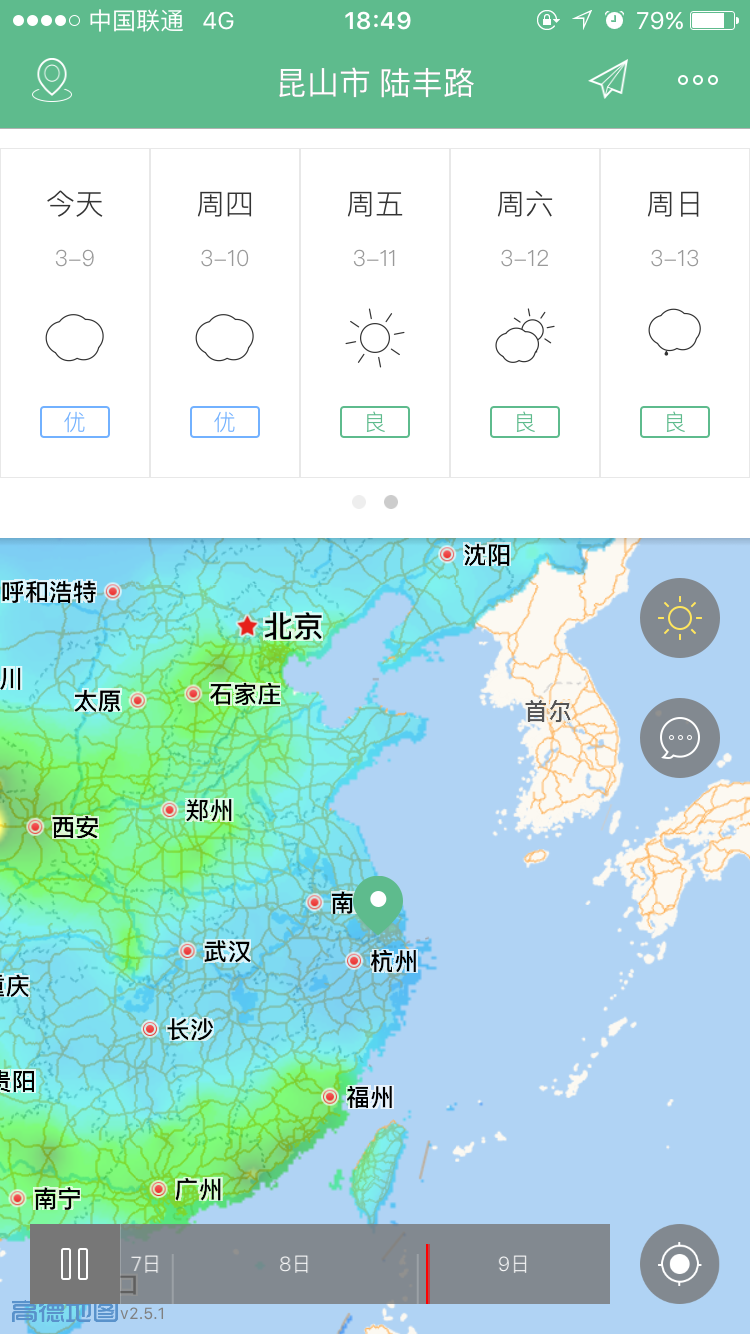 中国联通 4G 18:49 79%
昆山市 陆丰路
今天 周四 周五 周六 周日
3-9 3-10 3-11 3-12 3-13
优 优 良 良 良
沈阳
呼和浩特
北京
川
石家庄
太原
首尔
郑州
西安
南
武汉
杭州
庆
长沙
贵阳
福州
广州
南宁
7日 8日 9日
口
高德地图 v2.5.1